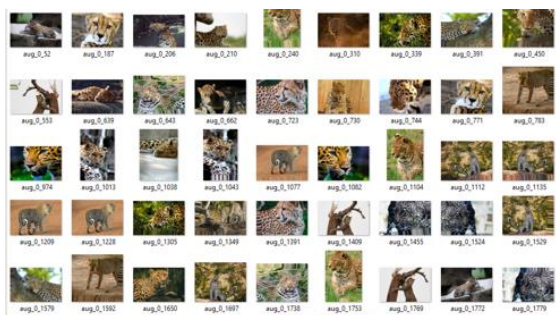 aug_0_52 aug_0_187 aug_0_206 aug_0_210 aug_0_240 aug_0_310 aug_0_339 aug_0_391 aug_0_450
aug_0_553 aug_0_639 aug_0_643 aug_0_662 aug_0_723 aug_0_730 aug_0_744 aug_0_771 aug_0_783
aug_0_974 aug_0_1013 aug_0_1038 aug_0_1043 aug_0_1077 aug_0_1082 aug_0_1104 aug_0_1112 aug_0_1135
aug_0_1209 aug_0_1228 aug_0_1305 aug_0_1349 aug_0_1391 aug_0_1409 aug_0_1455 aug_0_1524 aug_0_1529
aug_0_1579 aug_0_1592 aug_0_1650 aug_0_1697 aug_0_1738 aug_0_1753 aug_0_1769 aug_0_1772 aug_0_1779